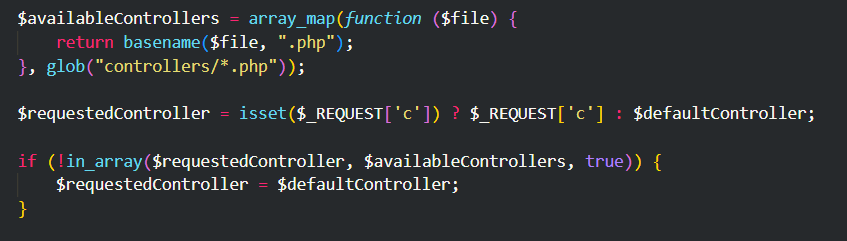 $availableControllers = array_map(function ($file) {
    return basename($file, ".php");
}, glob("controllers/*.php"));
$requestedController = isset($_REQUEST['c']) ? $_REQUEST['c'] : $defaultController;
if (!in_array($requestedController, $availableControllers, true)) {
    $requestedController = $defaultController;
}